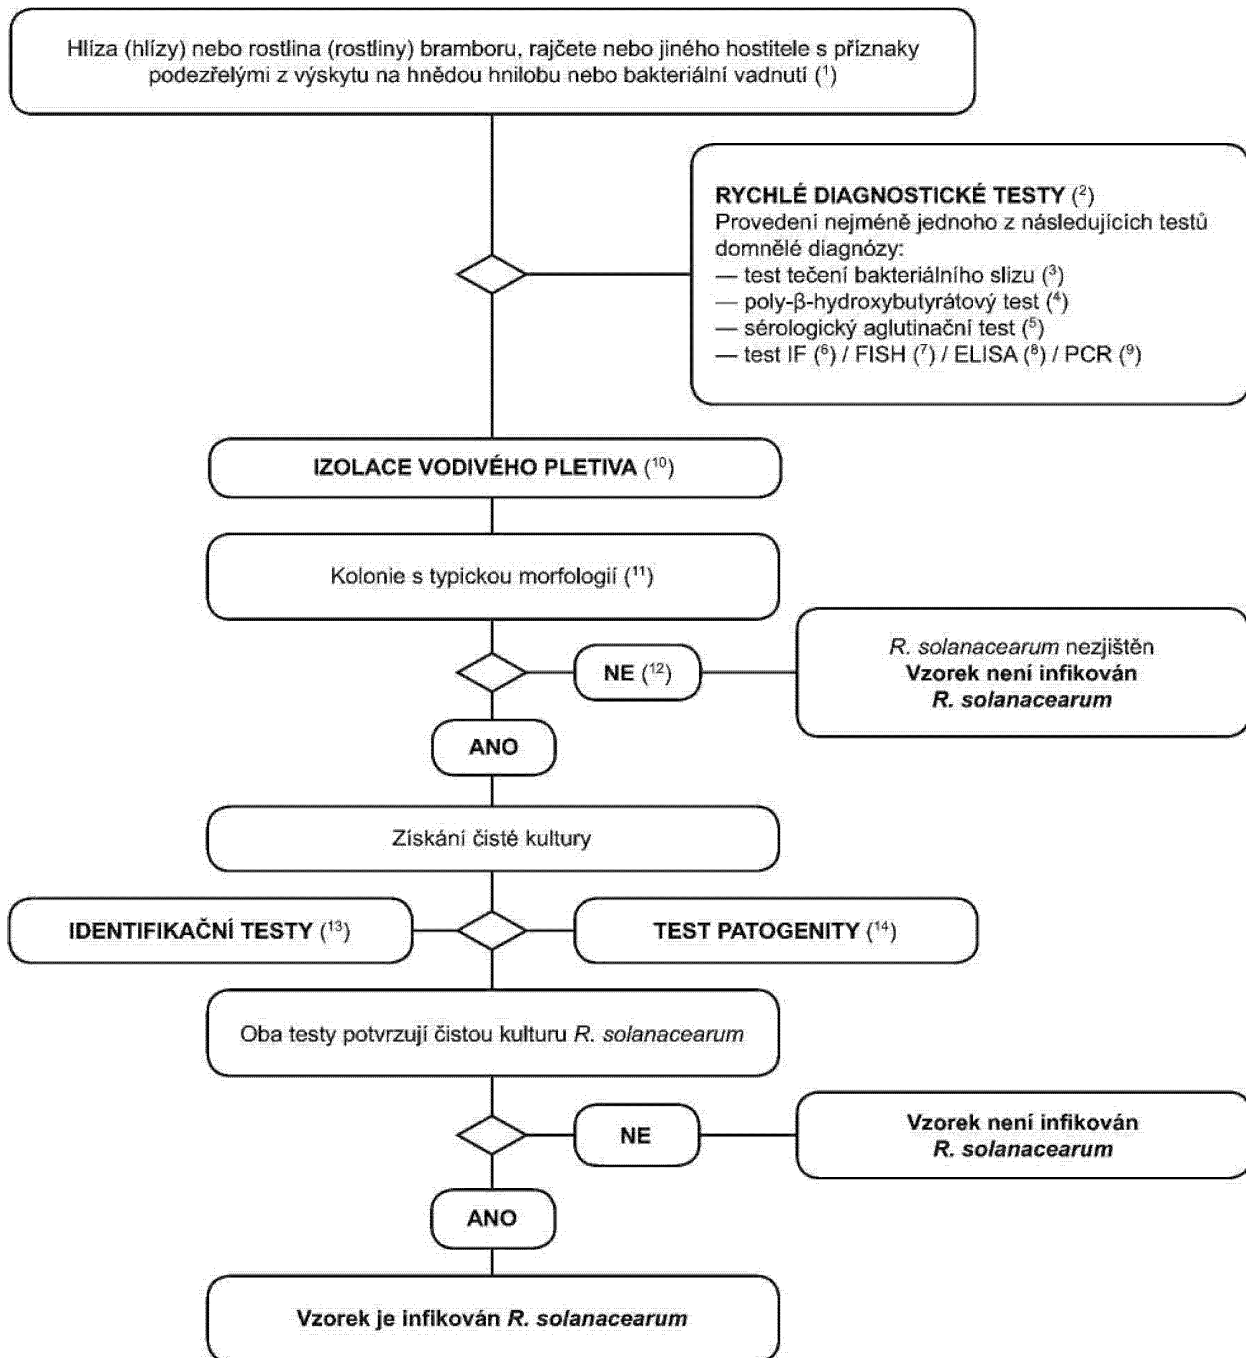 Hlíza (hlízy) nebo rostlina (rostliny) bramboru, rajčete nebo jiného hostitele s příznaky
podezřelými z výskytu na hnědou hnilobu nebo bakteriální vadnutí (¹)
RYCHLÉ DIAGNOSTICKÉ TESTY (²)
Provedení nejméně jednoho z následujících testů
domnělé diagnózy:
— test tečení bakteriálního slizu (³)
— poly-β-hydroxybutyrátový test (⁴)
— sérologický aglutinační test (⁵)
— test IF (⁶) / FISH (⁷) / ELISA (⁸) / PCR (⁹)
IZOLACE VODIVÉHO PLETIVA (¹⁰)
Kolonie s typickou morfologií (¹¹)
NE (¹²)
R. solanacearum nezjištěn
Vzorek není infikován
R. solanacearum
ANO
Získání čisté kultury
IDENTIFIKAČNÍ TESTY (¹³)
TEST PATOGENITY (¹⁴)
Oba testy potvrzují čistou kulturu R. solanacearum
NE
Vzorek není infikován
R. solanacearum
ANO
Vzorek je infikován R. solanacearum